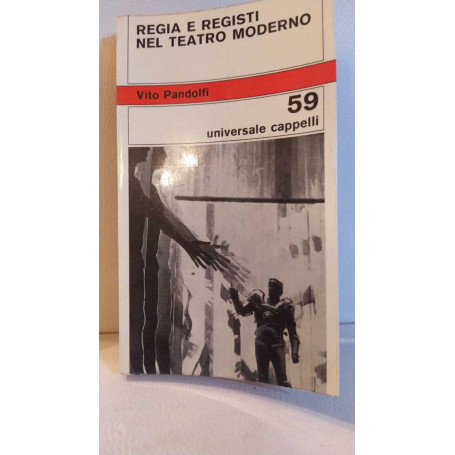 REGIA E REGISTI
NEL TEATRO MODERNO
Vito Pandolfi
59
universale cappelli